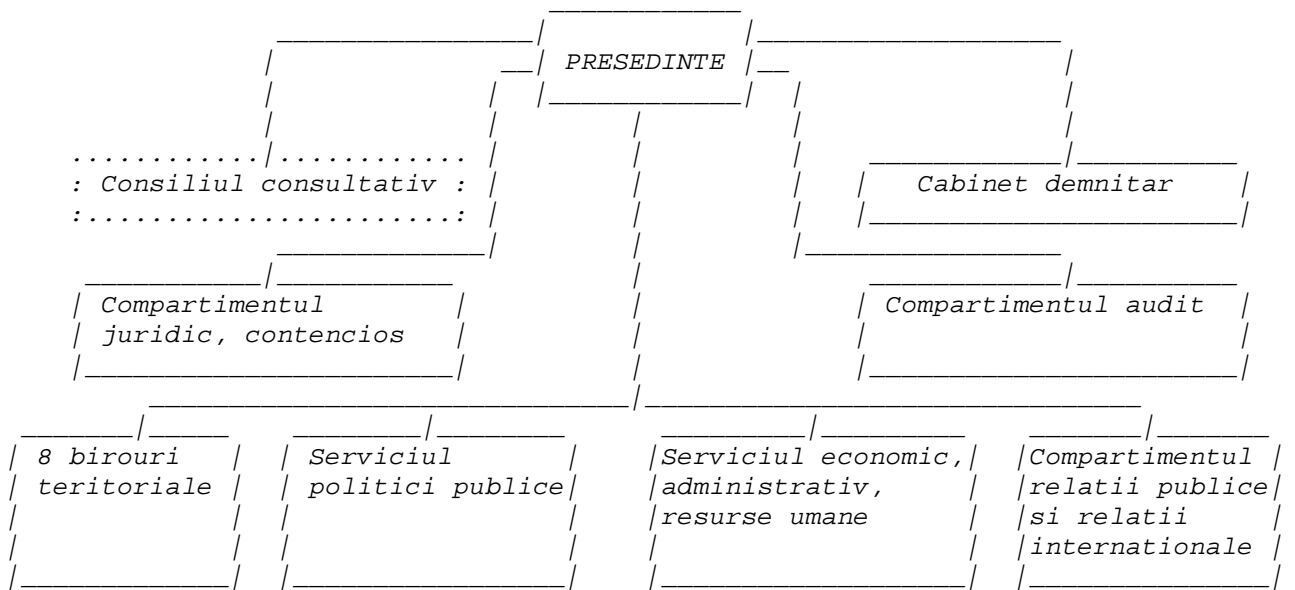 PRESEDINTE
Consiliul consultativ
Cabinet demnitar
Compartimentul
juridic, contencios
Compartimentul audit
8 birouri
teritoriale
Serviciul
politici publice
Serviciul economic,
administrativ,
resurse umane
Compartimentul
relatii publice
si relatii
internationale